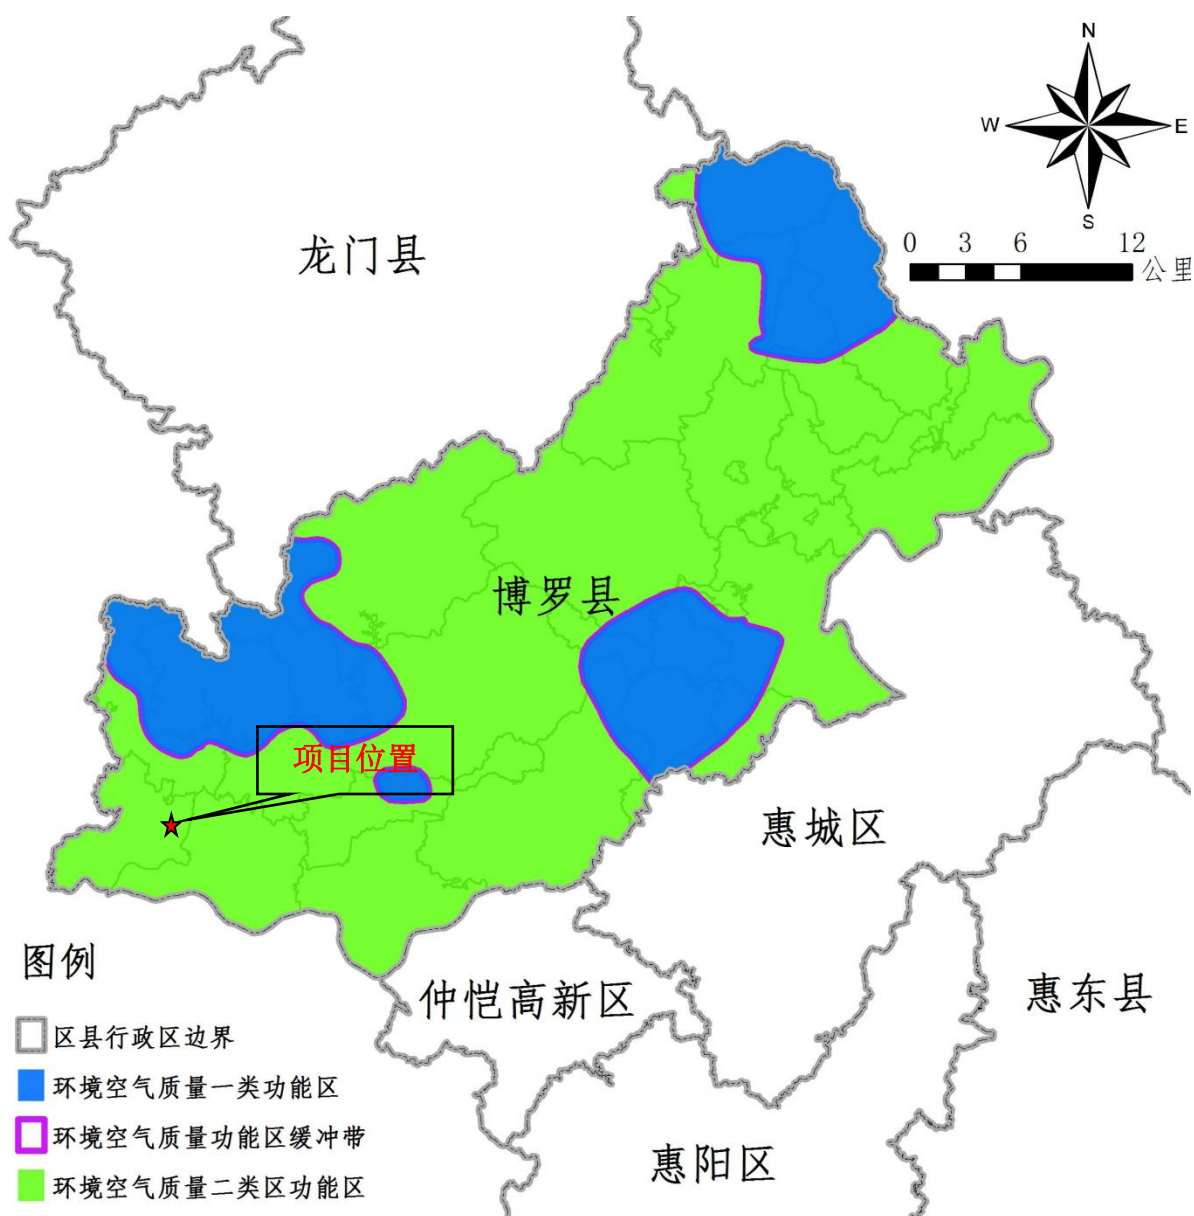 N
W
E
S
0 3 6 12
公里
龙门县
博罗县
项目位置
惠城区
图例
仲恺高新区
惠东县
区县行政区边界
环境空气质量一类功能区
环境空气质量功能区缓冲带
惠阳区
环境空气质量二类区功能区